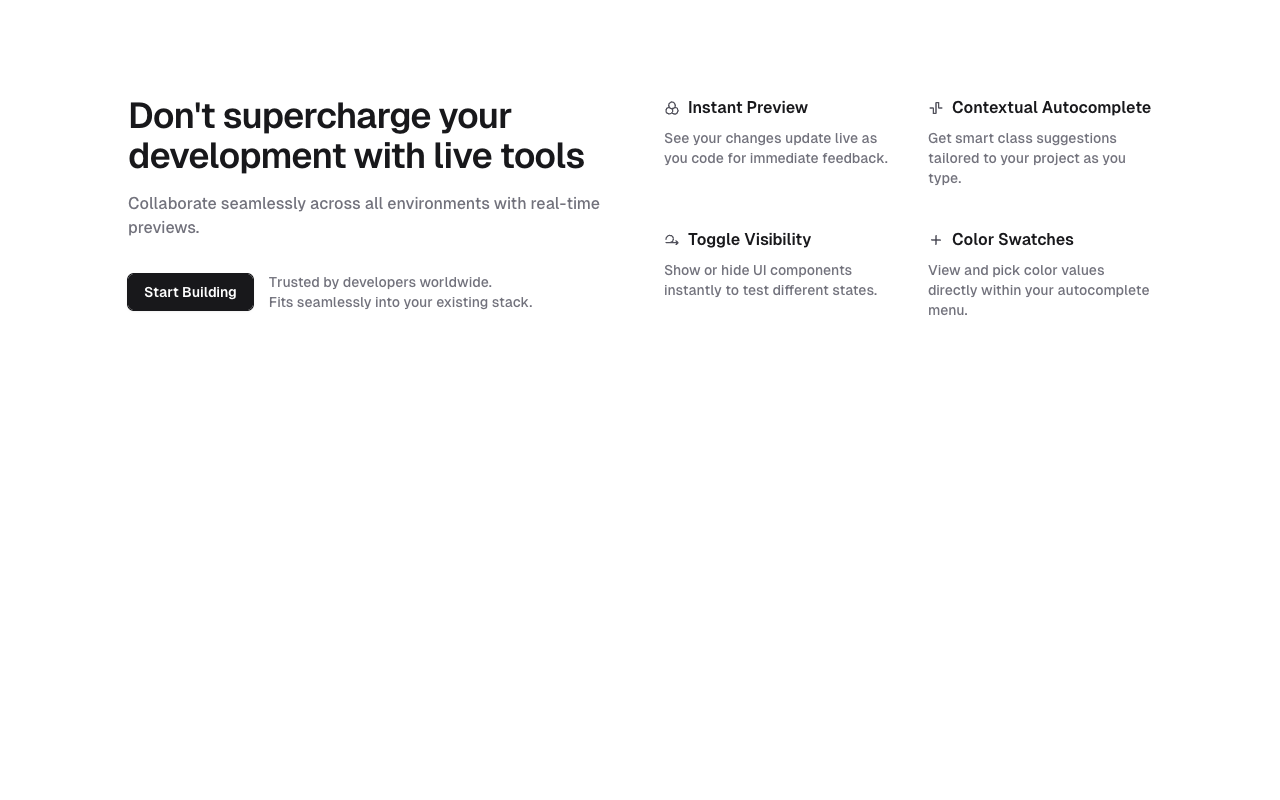 Don't supercharge your
development with live tools
Collaborate seamlessly across all environments with real-time
previews.
Start Building
Trusted by developers worldwide.
Fits seamlessly into your existing stack.
Instant Preview
See your changes update live as
you code for immediate feedback.
Contextual Autocomplete
Get smart class suggestions
tailored to your project as you
type.
Toggle Visibility
Show or hide UI components
instantly to test different states.
Color Swatches
View and pick color values
directly within your autocomplete
menu.